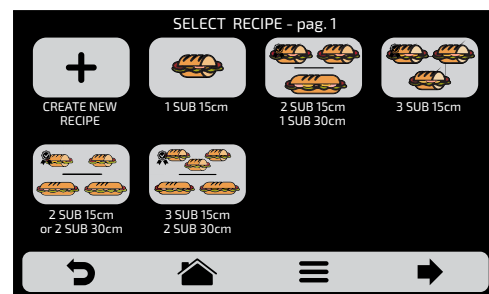 SELECT RECIPE - pag. 1
CREATE NEW
RECIPE
1 SUB 15cm
2 SUB 15cm
1 SUB 30cm
3 SUB 15cm
2 SUB 15cm
or 2 SUB 30cm
3 SUB 15cm
2 SUB 30cm